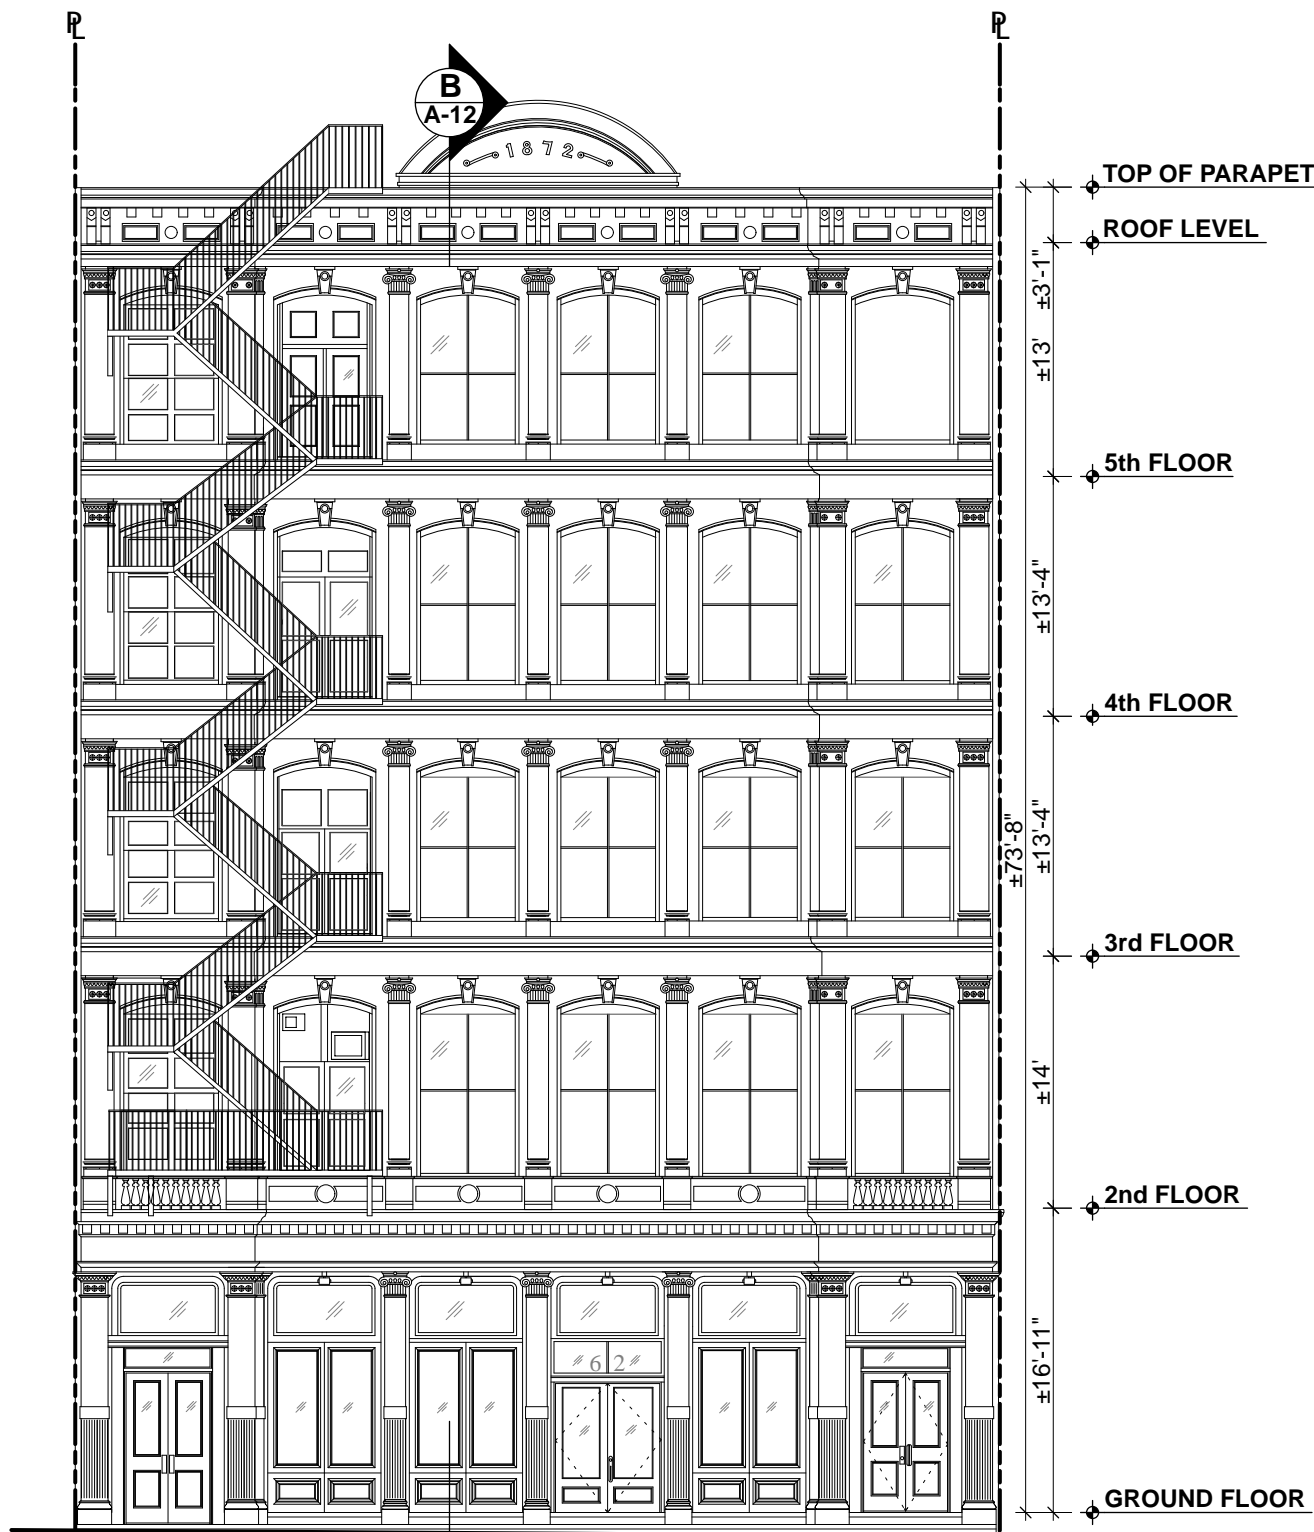 PL
PL
B
A-12
1872
TOP OF PARAPET
ROOF LEVEL
±3'-1"
±13'
5th FLOOR
±13'-4"
4th FLOOR
±73'-8"
±13'-4"
3rd FLOOR
±14'
2nd FLOOR
±16'-11"
62
GROUND FLOOR